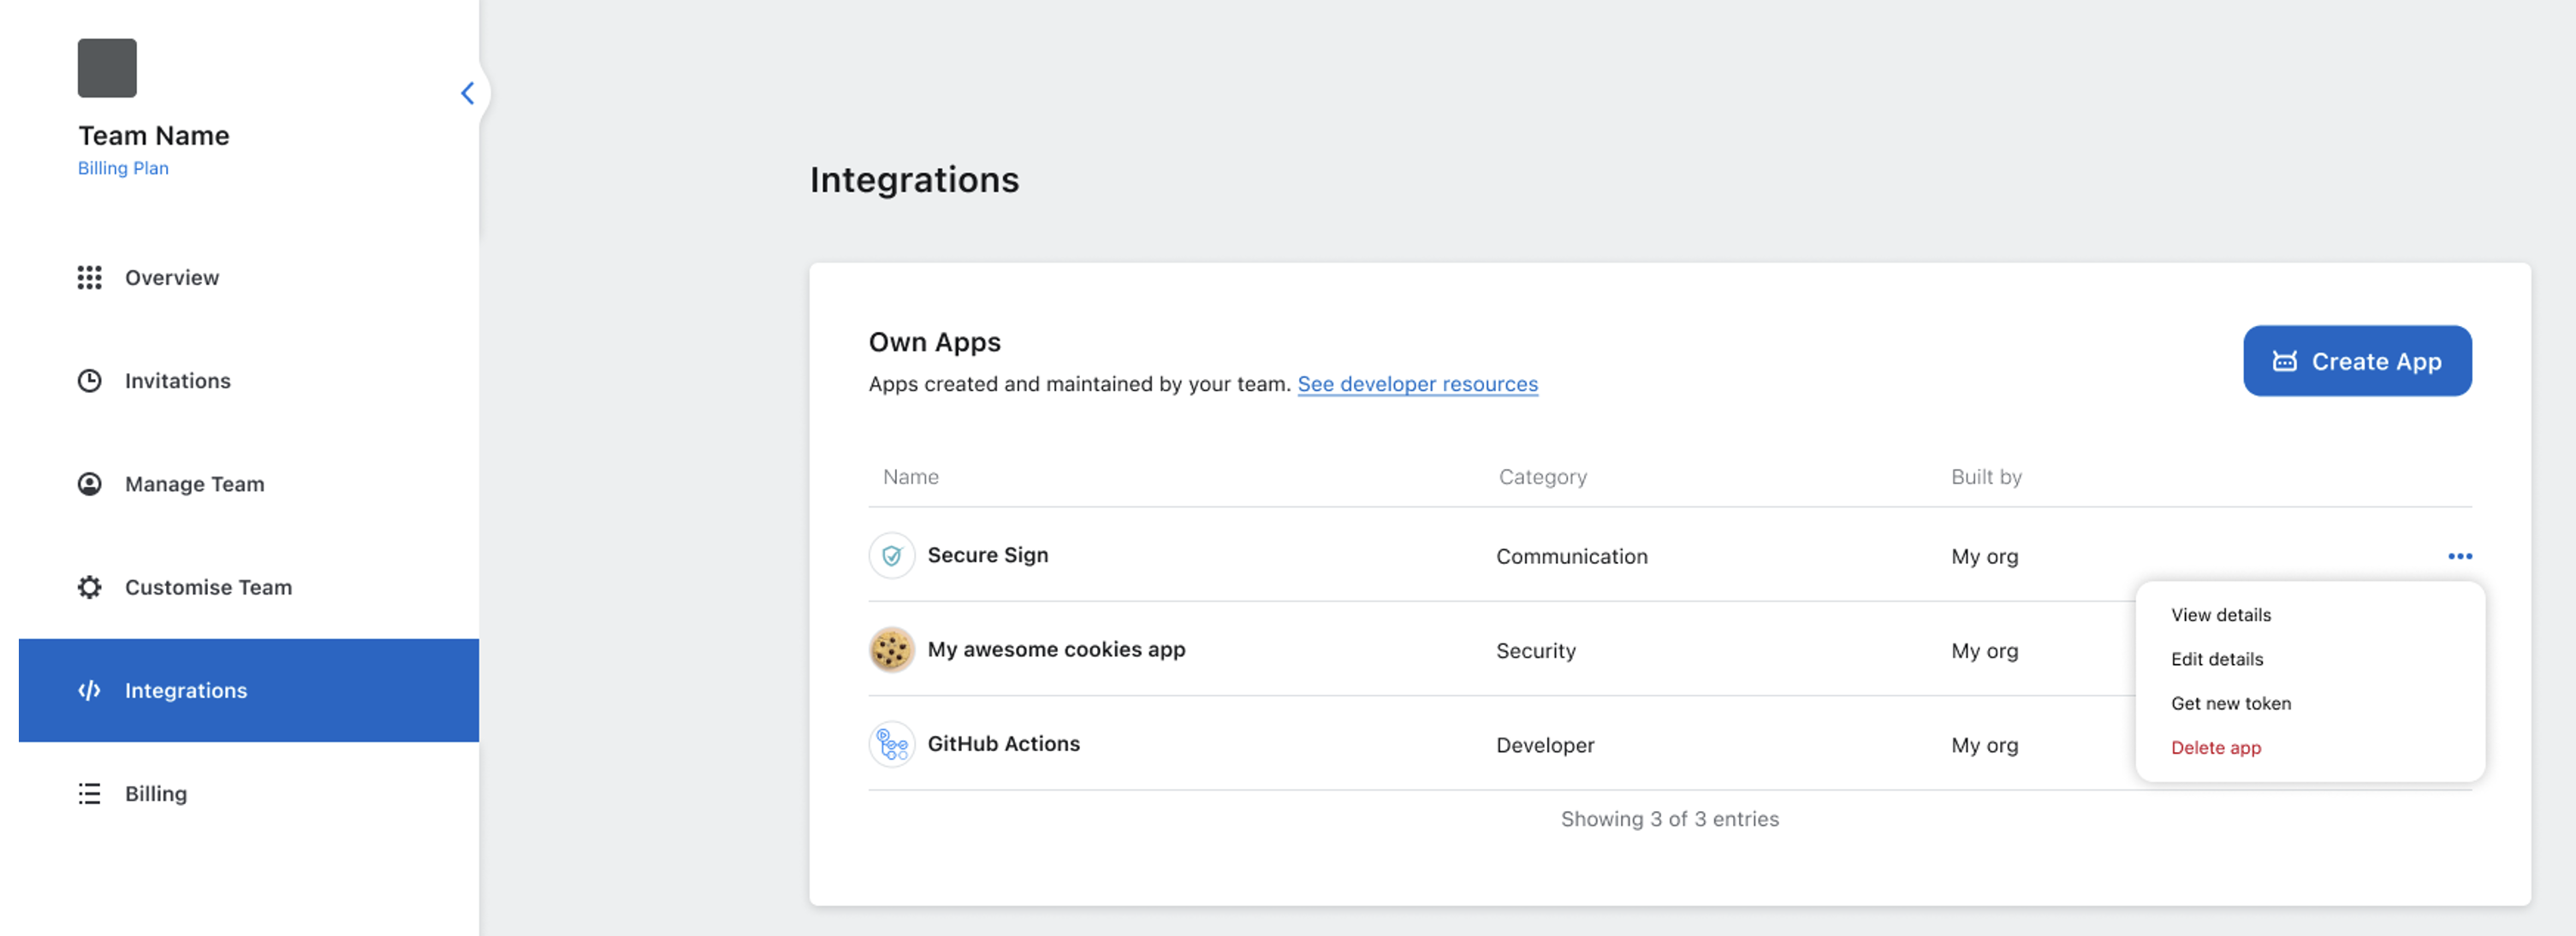 Team Name
Billing Plan
Overview
Invitations
Manage Team
Customise Team
Integrations
Billing
Integrations
Own Apps
Apps created and maintained by your team. See developer resources
Create App
Name Category Built by
Secure Sign Communication My org
My awesome cookies app Security My org
GitHub Actions Developer My org
View details
Edit details
Get new token
Delete app
Showing 3 of 3 entries